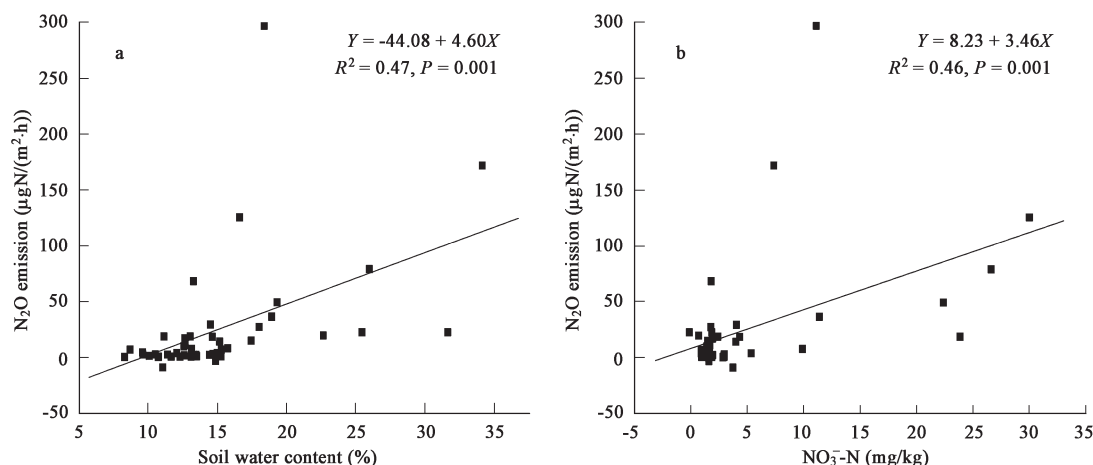 300
250
200
150
100
50
0
-50
N₂O emission (µgN/(m²·h))
a
Y = -44.08 + 4.60X
R² = 0.47, P = 0.001
5 10 15 20 25 30 35
Soil water content (%)
300
250
200
150
100
50
0
-50
N₂O emission (µgN/(m²·h))
b
Y = 8.23 + 3.46X
R² = 0.46, P = 0.001
-5 0 5 10 15 20 25 30 35
NO₃⁻-N (mg/kg)